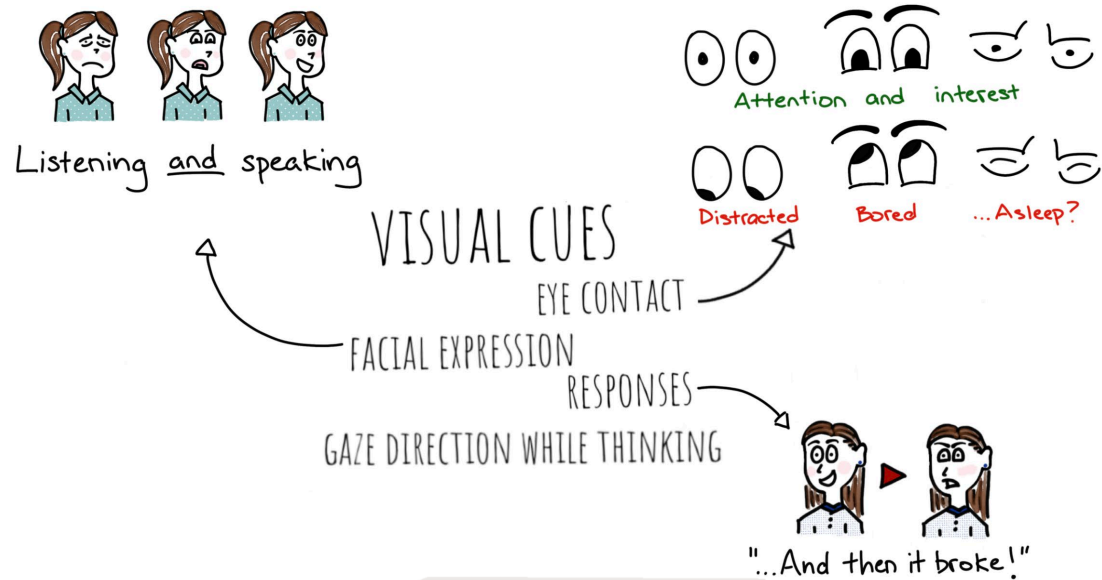 Listening and speaking
Attention and interest
Distracted Bored ...Asleep?
VISUAL CUES
EYE CONTACT
FACIAL EXPRESSION
RESPONSES
GAZE DIRECTION WHILE THINKING
"...And then it broke!"